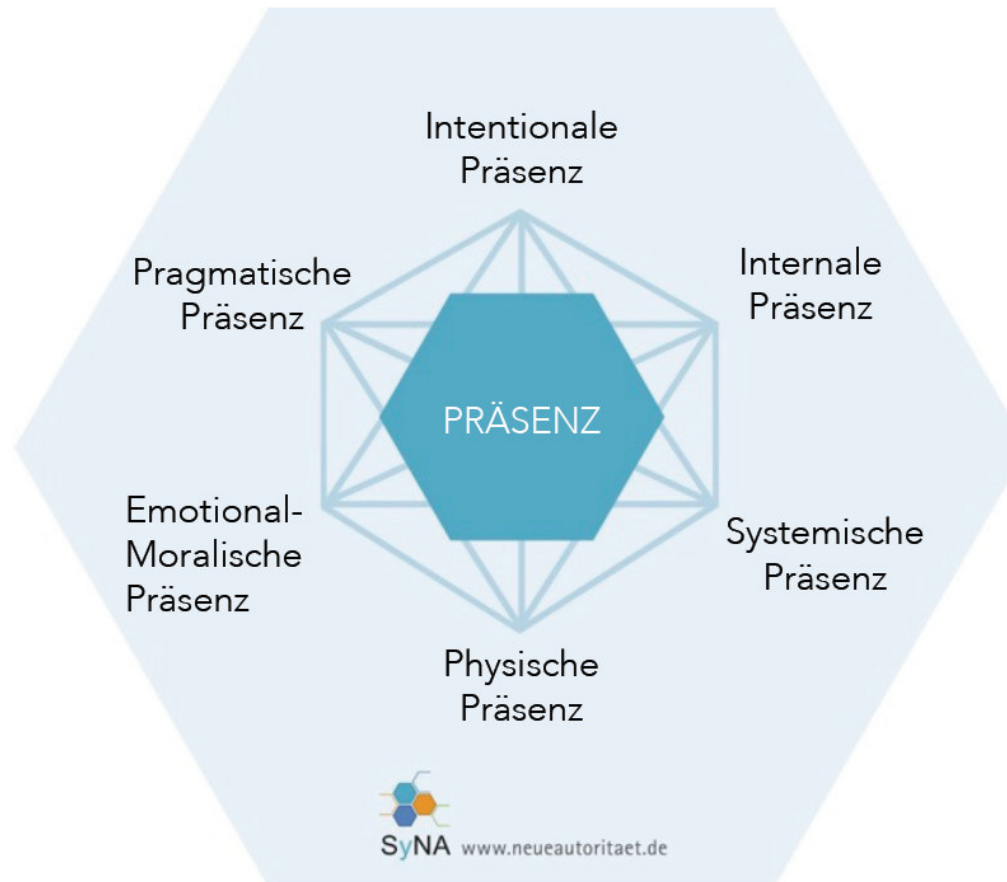 Intentionale
Präsenz
Pragmatische
Präsenz
Internale
Präsenz
PRÄSENZ
Emotional-
Moralische
Präsenz
Systemische
Präsenz
Physische
Präsenz
SyNA www.neueautoritaet.de